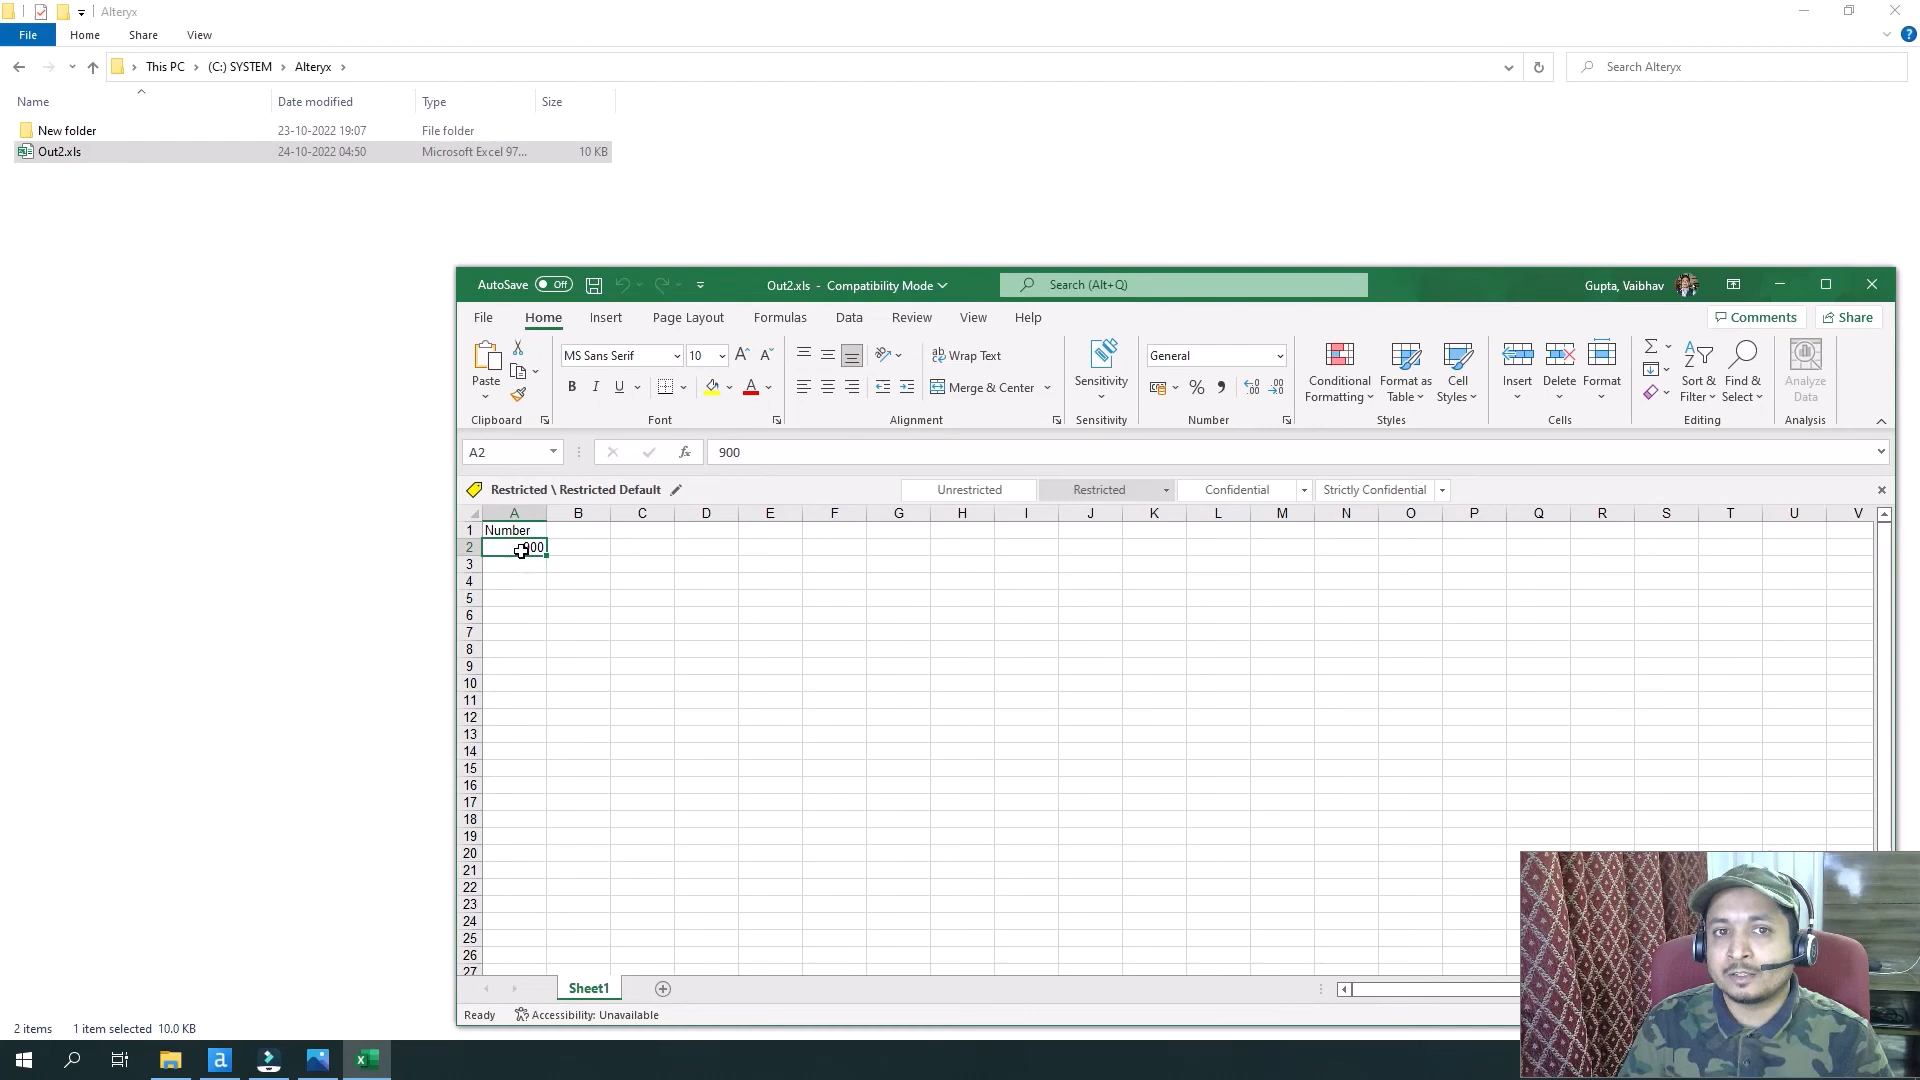 Alteryx
File Home Share View
This PC (C:) SYSTEM Alteryx
Search Alteryx
Name Date modified Type Size
New folder 23-10-2022 19:07 File folder
Out2.xls 24-10-2022 04:50 Microsoft Excel 97... 10 KB
AutoSave Off Out2.xls - Compatibility Mode Search (Alt+Q) Gupta, Vaibhav
File Home Insert Page Layout Formulas Data Review View Help Comments Share
MS Sans Serif 10 Wrap Text General
Paste B I U Merge & Center Sensitivity Conditional Formatting Format as Table Cell Styles Insert Delete Format Sort & Filter Find & Select Analyze Data
Clipboard Font Alignment Sensitivity Number Styles Cells Editing Analysis
A2 fx 900
Restricted \ Restricted Default Unrestricted Restricted Confidential Strictly Confidential
A B C D E F G H I J K L M N O P Q R S T U V
1 Number
2 900
3
4
5
6
7
8
9
10
11
12
13
14
15
16
17
18
19
20
21
22
23
24
25
26
27
Sheet1
Ready Accessibility: Unavailable
2 items 1 item selected 10.0 KB